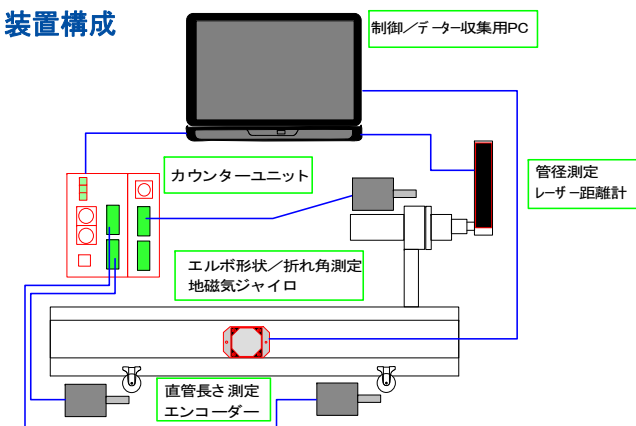 装置構成
制御／データー収集用PC
カウンターユニット
管径測定
レーザー距離計
エルボ形状／折れ角測定
地磁気ジャイロ
直管長さ測定
エンコーダー